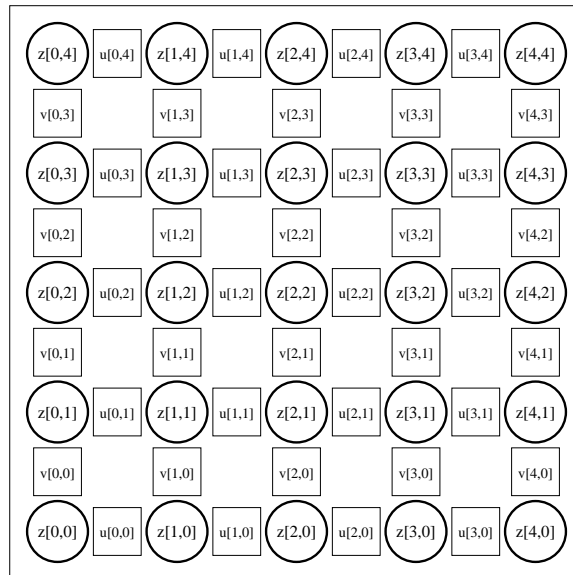 z[0,4] u[0,4] z[1,4] u[1,4] z[2,4] u[2,4] z[3,4] u[3,4] z[4,4]
v[0,3] v[1,3] v[2,3] v[3,3] v[4,3]
z[0,3] u[0,3] z[1,3] u[1,3] z[2,3] u[2,3] z[3,3] u[3,3] z[4,3]
v[0,2] v[1,2] v[2,2] v[3,2] v[4,2]
z[0,2] u[0,2] z[1,2] u[1,2] z[2,2] u[2,2] z[3,2] u[3,2] z[4,2]
v[0,1] v[1,1] v[2,1] v[3,1] v[4,1]
z[0,1] u[0,1] z[1,1] u[1,1] z[2,1] u[2,1] z[3,1] u[3,1] z[4,1]
v[0,0] v[1,0] v[2,0] v[3,0] v[4,0]
z[0,0] u[0,0] z[1,0] u[1,0] z[2,0] u[2,0] z[3,0] u[3,0] z[4,0]